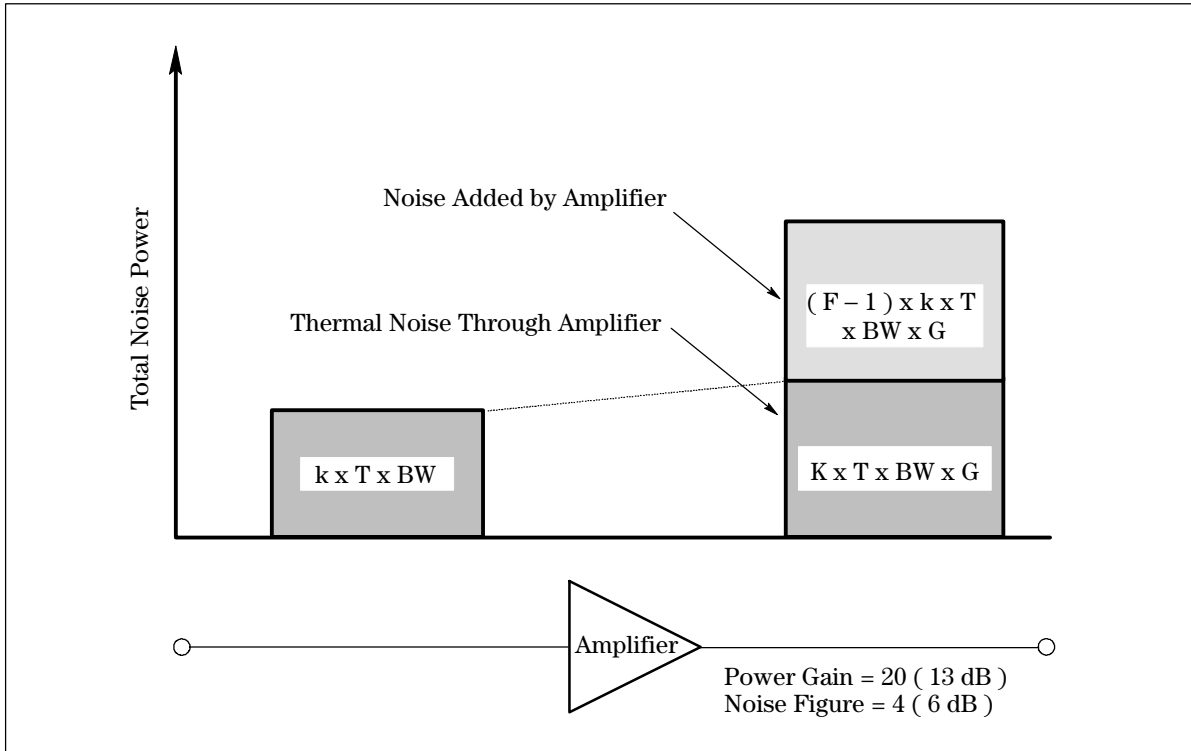 Total Noise Power
Noise Added by Amplifier
Thermal Noise Through Amplifier
( F – 1 ) x k x T
x BW x G
k x T x BW
K x T x BW x G
Amplifier
Power Gain = 20 ( 13 dB )
Noise Figure = 4 ( 6 dB )